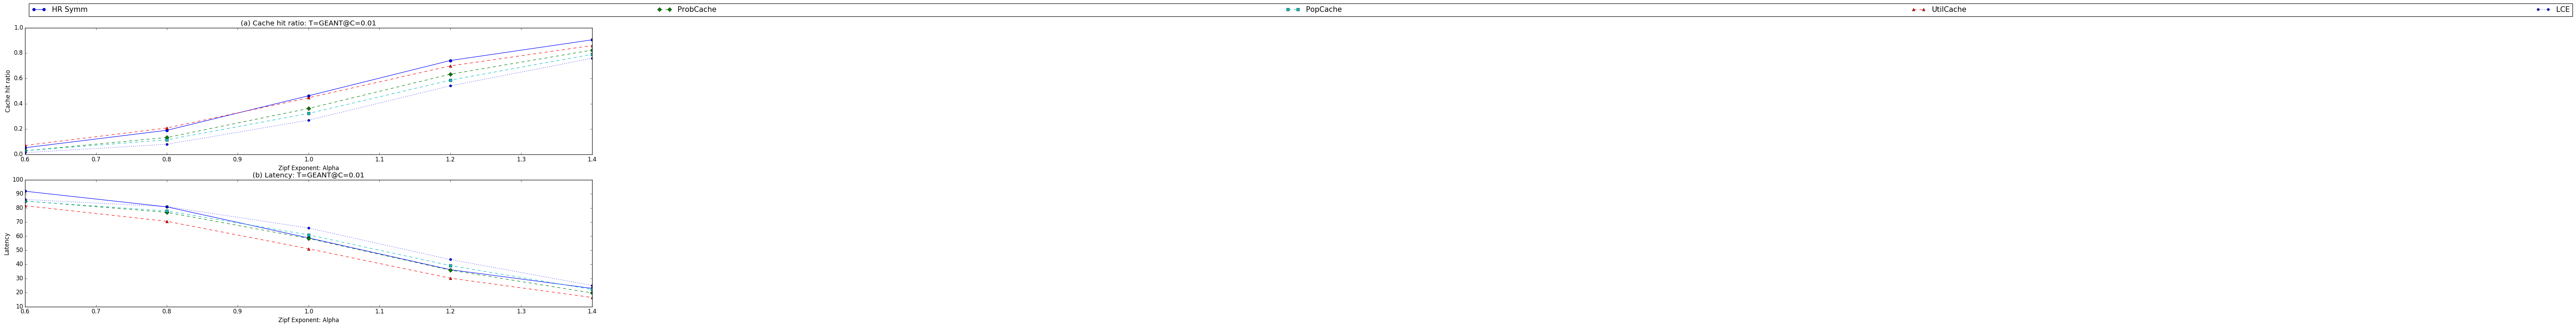 HR Symm ProbCache PopCache UtilCache LCE
(a) Cache hit ratio: T=GEANT@C=0.01
1.0
0.8
0.6
0.4
0.2
0.0
Cache hit ratio
0.6 0.7 0.8 0.9 1.0 1.1 1.2 1.3 1.4
Zipf Exponent: Alpha
(b) Latency: T=GEANT@C=0.01
100
90
80
70
60
50
40
30
20
10
Latency
0.6 0.7 0.8 0.9 1.0 1.1 1.2 1.3 1.4
Zipf Exponent: Alpha